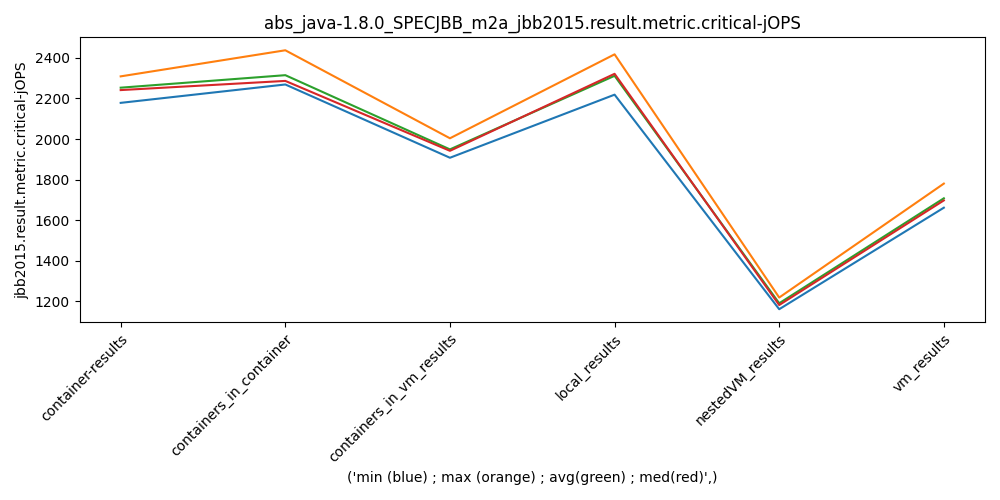 abs_java-1.8.0_SPECJBB_m2a_jbb2015.result.metric.critical-jOPS
jbb2015.result.metric.critical-jOPS
2400
2200
2000
1800
1600
1400
1200
container-results
containers_in_container
containers_in_vm_results
local_results
nestedVM_results
vm_results
('min (blue) ; max (orange) ; avg(green) ; med(red)',)